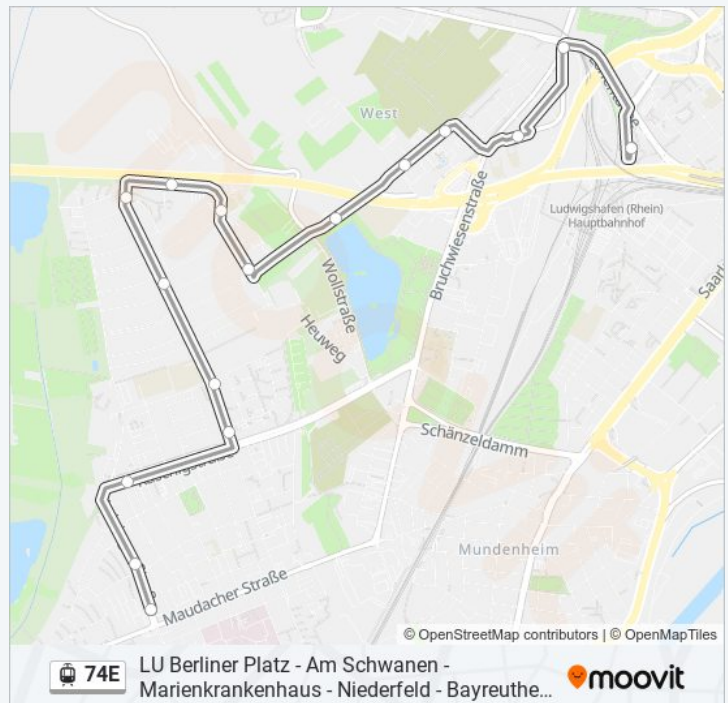 West
Ludwigshafen (Rhein)
Hauptbahnhof
Bruchwiesenstraße
Wollstraße
Heuweg
Schänzeldamm
Mundenheim
Maudacher Straße
© OpenStreetMap contributors | © OpenMapTiles
74E
LU Berliner Platz - Am Schwanen -
Marienkrankenhaus - Niederfeld - Bayreuthe...
moovit